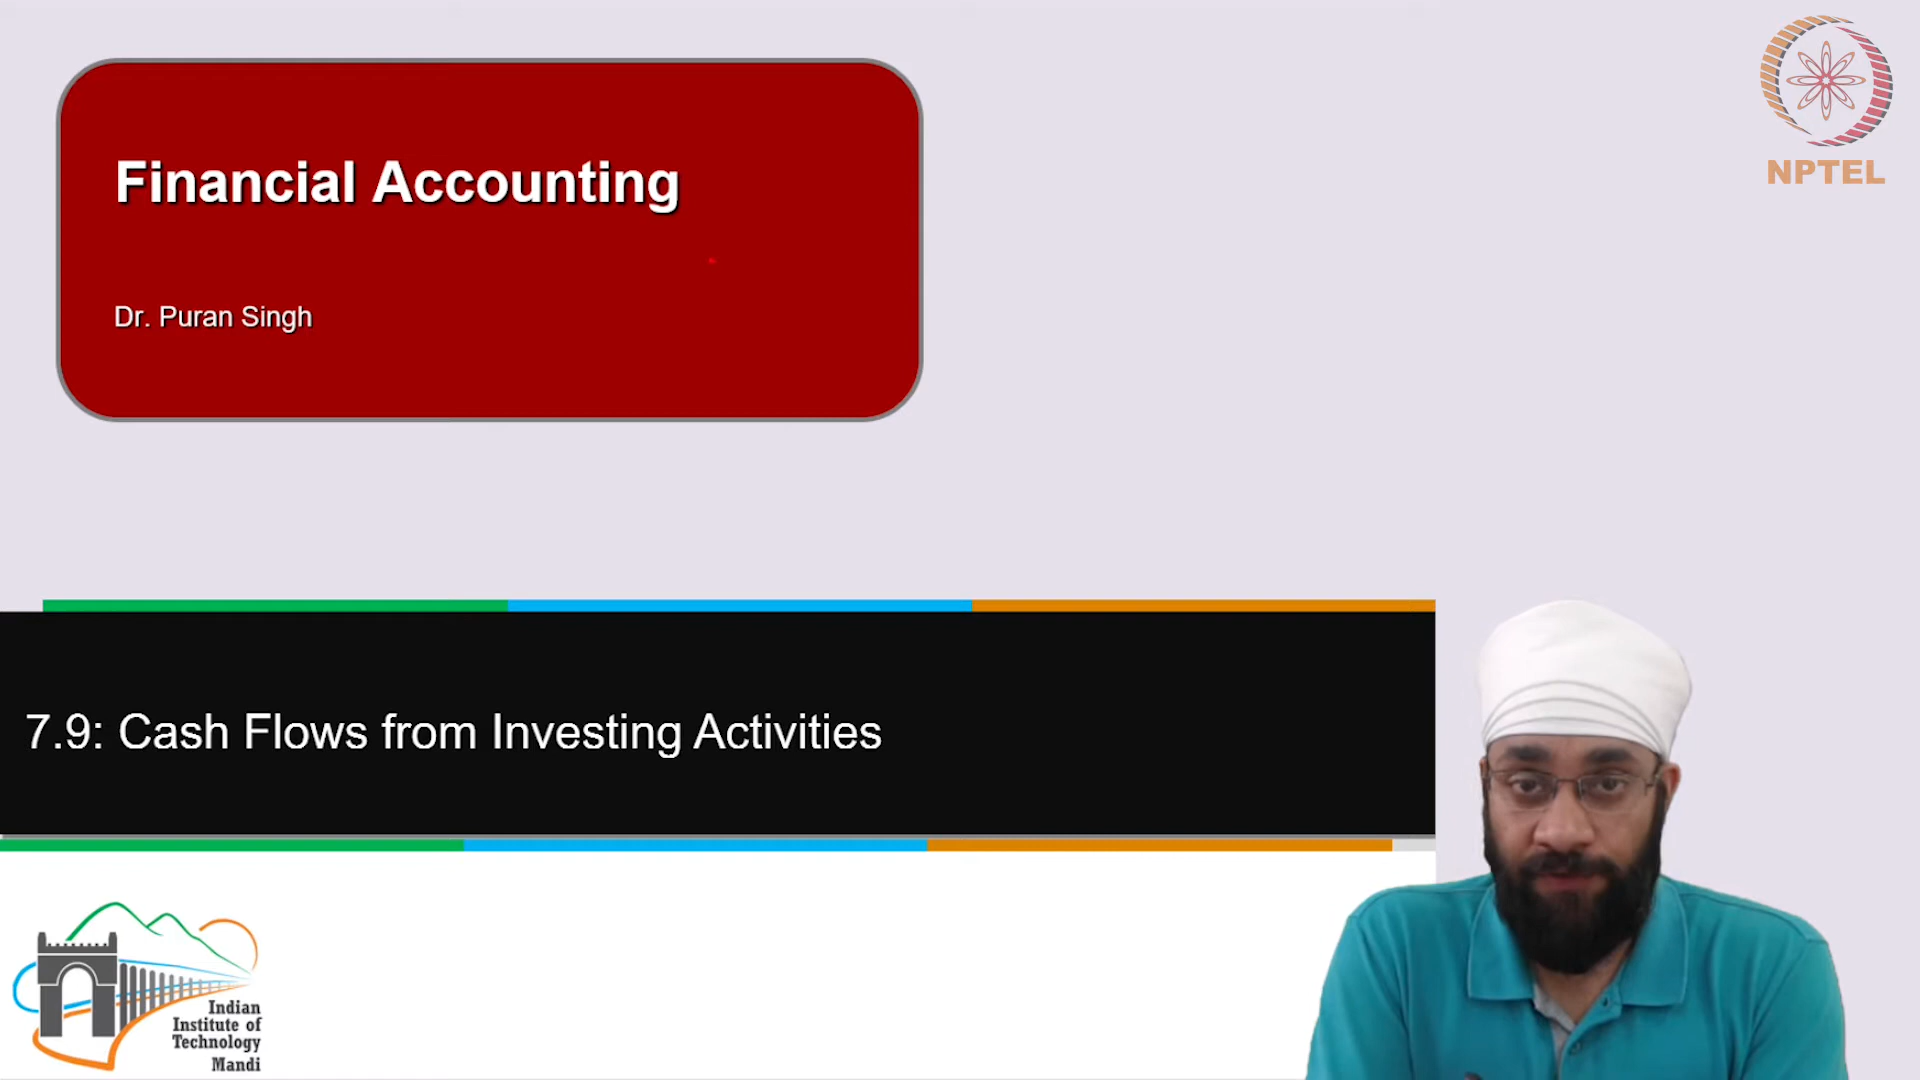 Financial Accounting
Dr. Puran Singh
NPTEL
7.9: Cash Flows from Investing Activities
Indian
Institute of
Technology
Mandi